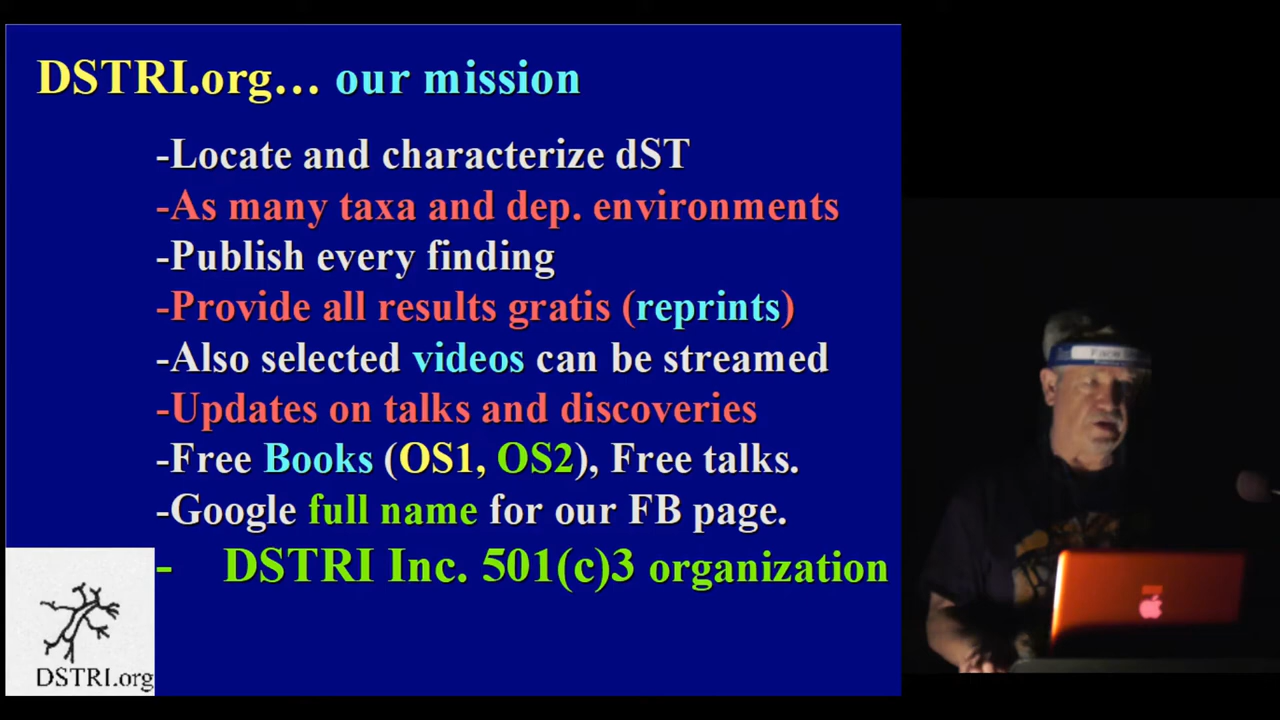 DSTRI.org... our mission
-Locate and characterize dST
-As many taxa and dep. environments
-Publish every finding
-Provide all results gratis (reprints)
-Also selected videos can be streamed
-Updates on talks and discoveries
-Free Books (OS1, OS2), Free talks.
-Google full name for our FB page.
- DSTRI Inc. 501(c)3 organization
DSTRI.org
Face